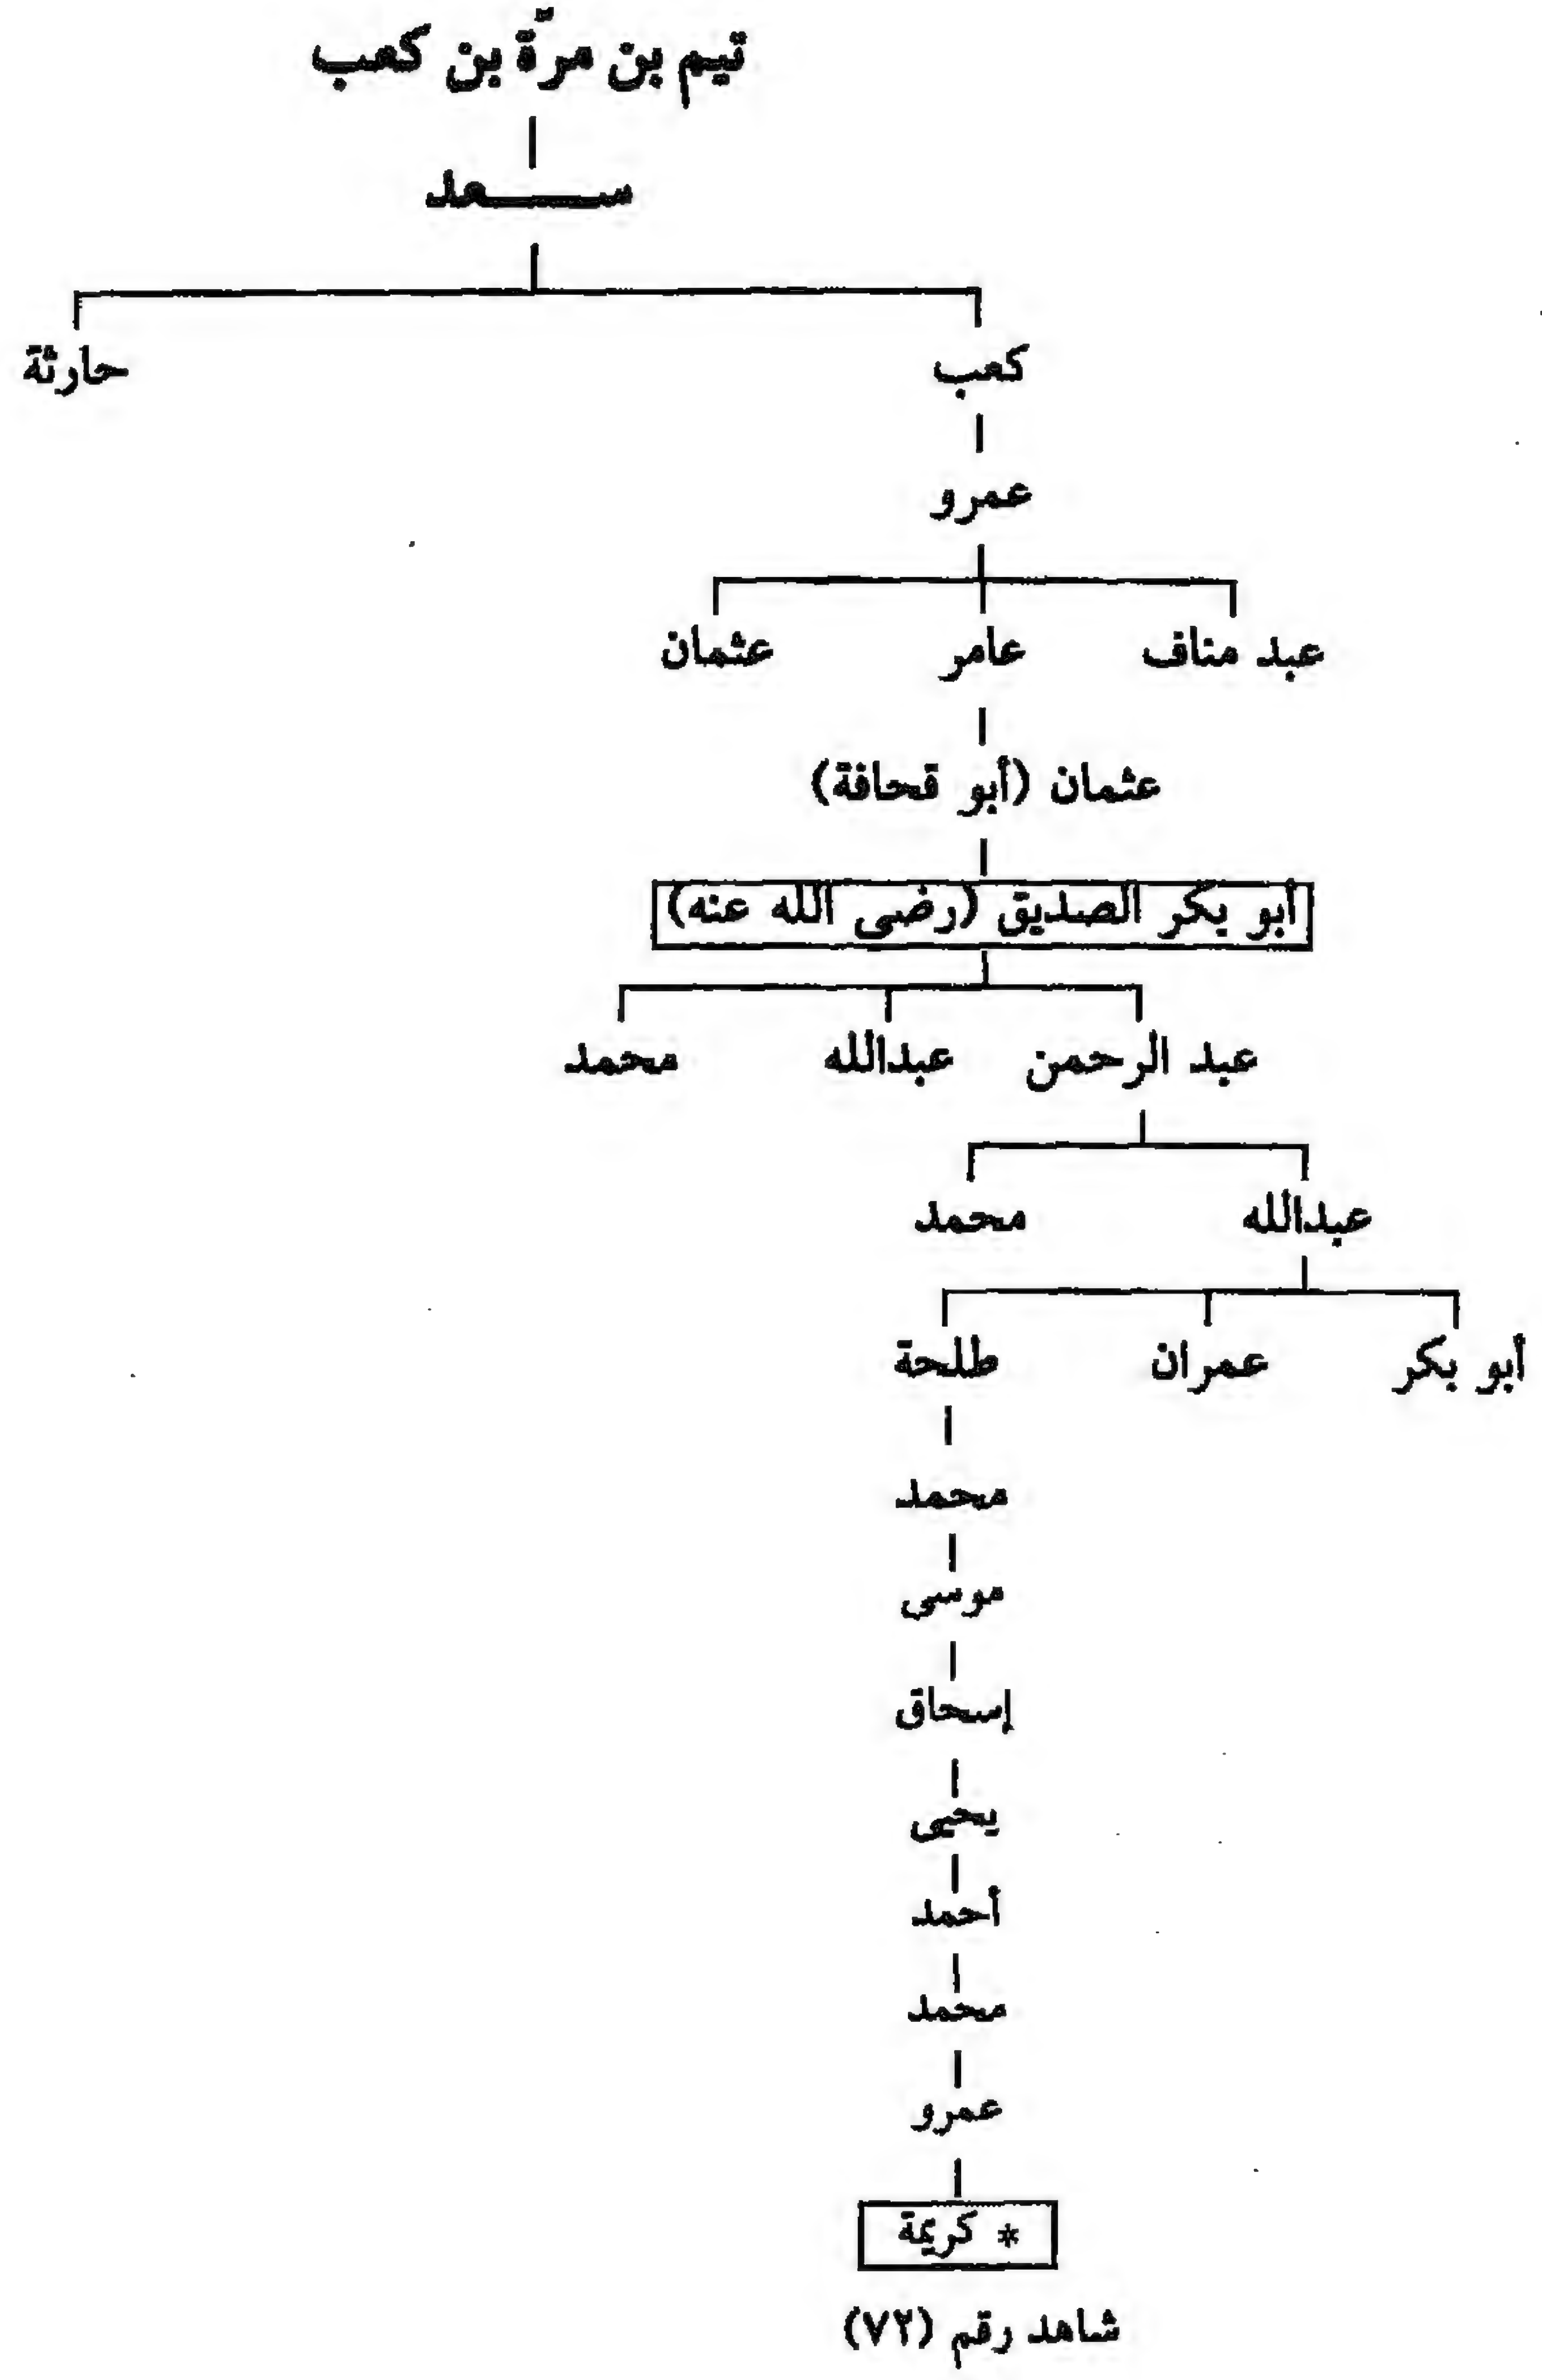 تيم بن مرّة بن كعب
سعد
كعب حارثة
عمرو
عبد مناف عامر عثمان
عثمان (أبو قحافة)
أبو بكر الصديق (رضى الله عنه)
عبد الرحمن عبدالله محمد
عبدالله محمد
أبو بكر عمران طلحة
محمد
موسى
إسحاق
يحيى
أحمد
محمد
عمرو
* كريمة
شاهد رقم (٧٢)